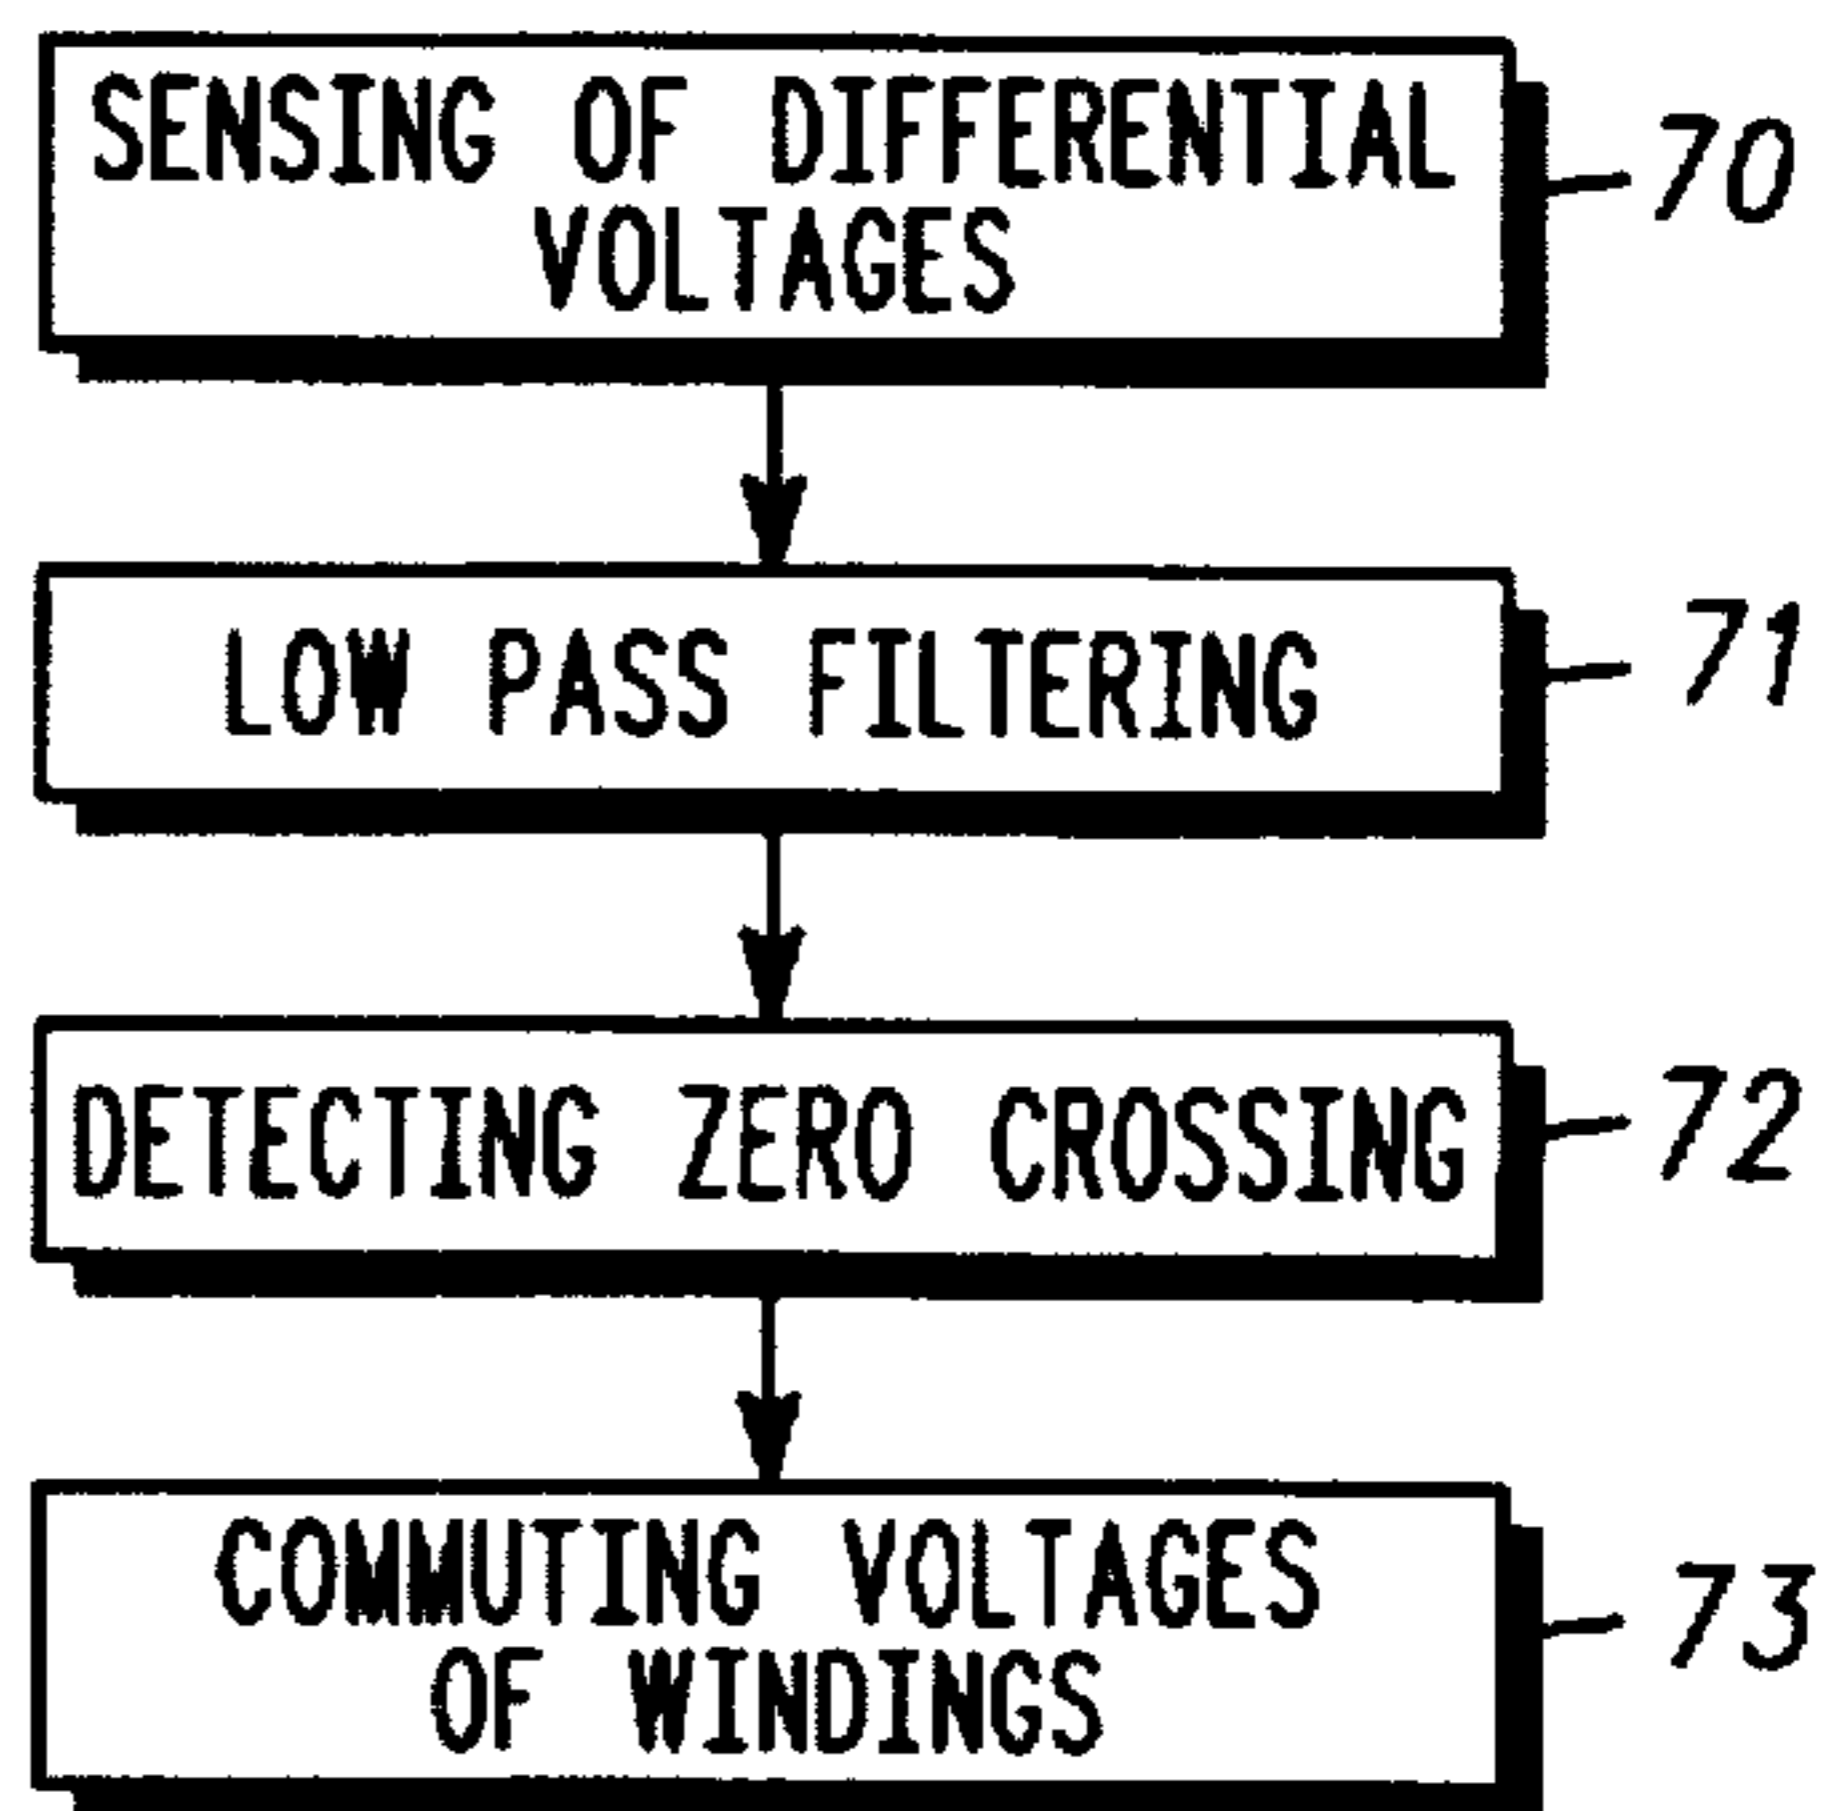 SENSING OF DIFFERENTIAL
VOLTAGES
70
LOW PASS FILTERING
71
DETECTING ZERO CROSSING
72
COMMUTING VOLTAGES
OF WINDINGS
73